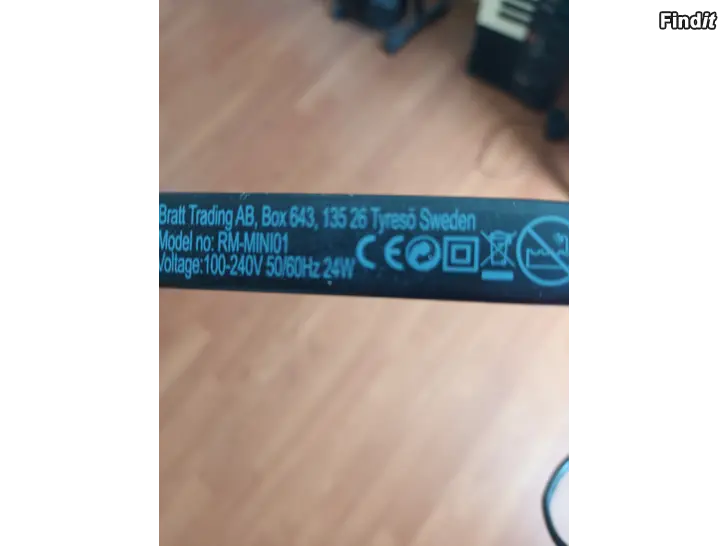 Findit
Bratt Trading AB, Box 643, 135 26 Tyresö Sweden
Model no: RM-MINI01
Voltage:100-240V 50/60Hz 24W CE